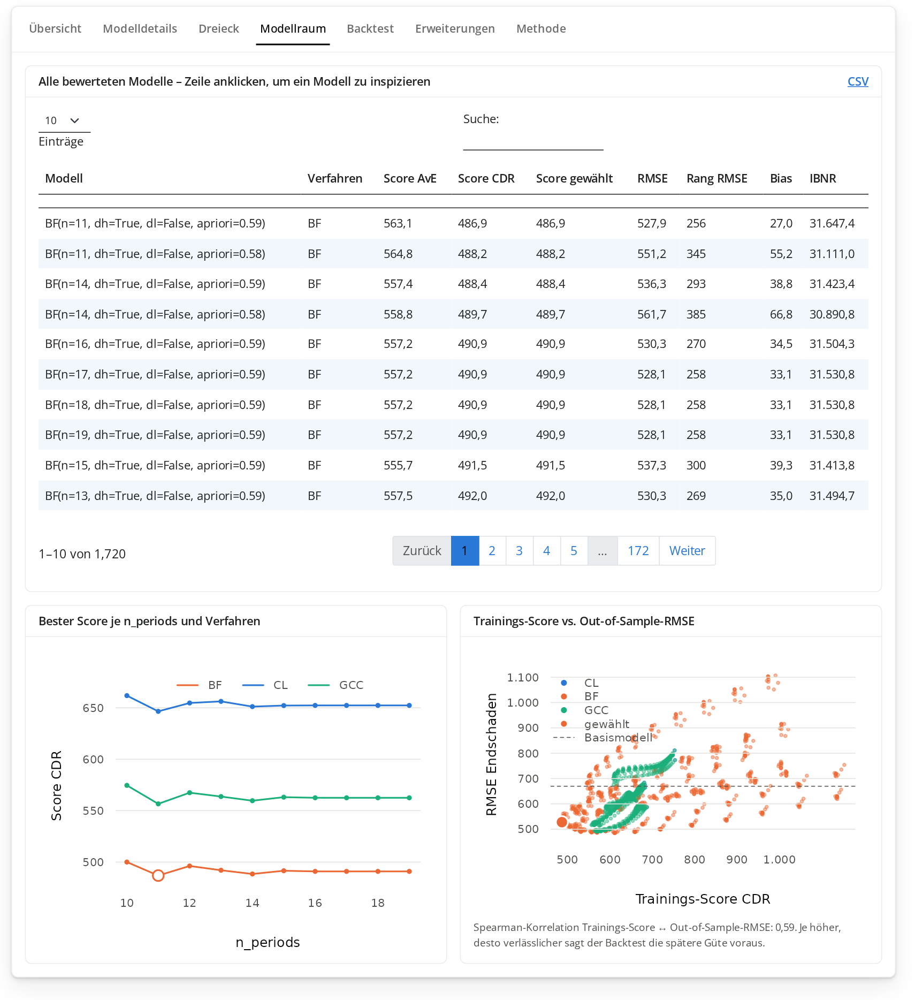 Übersicht Modelldetails Dreieck Modellraum Backtest Erweiterungen Methode
Alle bewerteten Modelle – Zeile anklicken, um ein Modell zu inspizieren CSV
10
Einträge
Suche:
Modell Verfahren Score AvE Score CDR Score gewählt RMSE Rang RMSE Bias IBNR
BF(n=11, dh=True, dl=False, apriori=0.59) BF 563,1 486,9 486,9 527,9 256 27,0 31.647,4
BF(n=11, dh=True, dl=False, apriori=0.58) BF 564,8 488,2 488,2 551,2 345 55,2 31.111,0
BF(n=14, dh=True, dl=False, apriori=0.59) BF 557,4 488,4 488,4 536,3 293 38,8 31.423,4
BF(n=14, dh=True, dl=False, apriori=0.58) BF 558,8 489,7 489,7 561,7 385 66,8 30.890,8
BF(n=16, dh=True, dl=False, apriori=0.59) BF 557,2 490,9 490,9 530,3 270 34,5 31.504,3
BF(n=17, dh=True, dl=False, apriori=0.59) BF 557,2 490,9 490,9 528,1 258 33,1 31.530,8
BF(n=18, dh=True, dl=False, apriori=0.59) BF 557,2 490,9 490,9 528,1 258 33,1 31.530,8
BF(n=19, dh=True, dl=False, apriori=0.59) BF 557,2 490,9 490,9 528,1 258 33,1 31.530,8
BF(n=15, dh=True, dl=False, apriori=0.59) BF 555,7 491,5 491,5 537,3 300 39,3 31.413,8
BF(n=13, dh=True, dl=False, apriori=0.59) BF 557,5 492,0 492,0 530,3 269 35,0 31.494,7
1–10 von 1,720
Zurück 1 2 3 4 5 … 172 Weiter
Bester Score je n_periods und Verfahren
BF CL GCC
650
600
550
500
Score CDR
10 12 14 16 18
n_periods
Trainings-Score vs. Out-of-Sample-RMSE
CL
BF
GCC
gewählt
Basismodell
1.100
1.000
900
800
700
600
500
RMSE Endschaden
500 600 700 800 900 1.000
Trainings-Score CDR
Spearman-Korrelation Trainings-Score ↔ Out-of-Sample-RMSE: 0,59. Je höher,
desto verlässlicher sagt der Backtest die spätere Güte voraus.